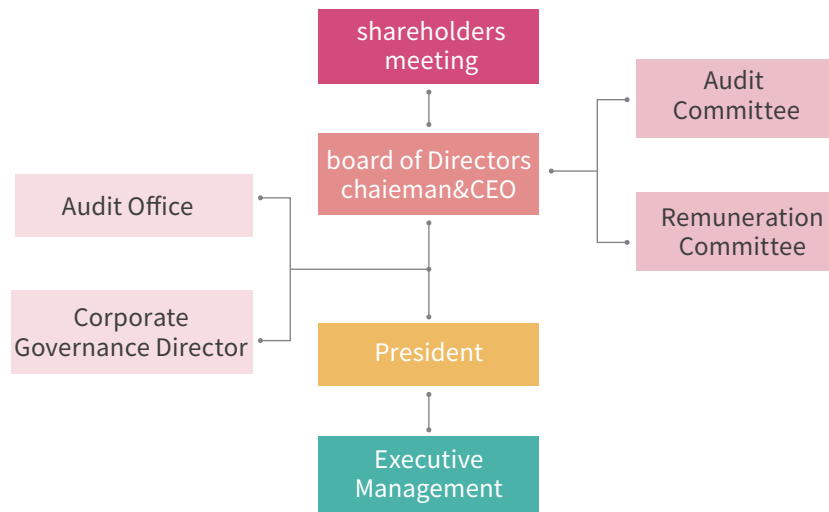 shareholders
meeting
Audit
Committee
board of Directors
chaieman&CEO
Audit Office
Remuneration
Committee
Corporate
Governance Director
President
Executive
Management